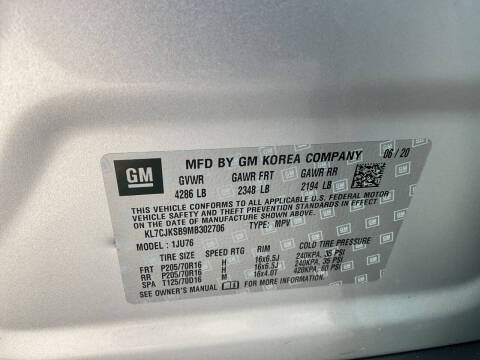 GM
MFD BY GM KOREA COMPANY 06 / 20
GVWR GAWR FRT GAWR RR
4286 LB 2348 LB 2194 LB
THIS VEHICLE CONFORMS TO ALL APPLICABLE U.S. FEDERAL MOTOR
VEHICLE SAFETY, BUMPER, AND THEFT PREVENTION STANDARDS IN EFFECT
ON THE DATE OF MANUFACTURE SHOWN ABOVE.
KL7CJKSB9MB302706 TYPE: MPV
MODEL: 1JU76
TIRE SIZE SPEED RTG RIM COLD TIRE PRESSURE
FRT P205/70R16 H 16x6.5J 240KPA, 35 PSI
RR P205/70R16 H 16x6.5J 240KPA, 35 PSI
SPA T125/70D16 M 16x4.0T 420KPA, 60 PSI
SEE OWNER'S MANUAL FOR MORE INFORMATION.